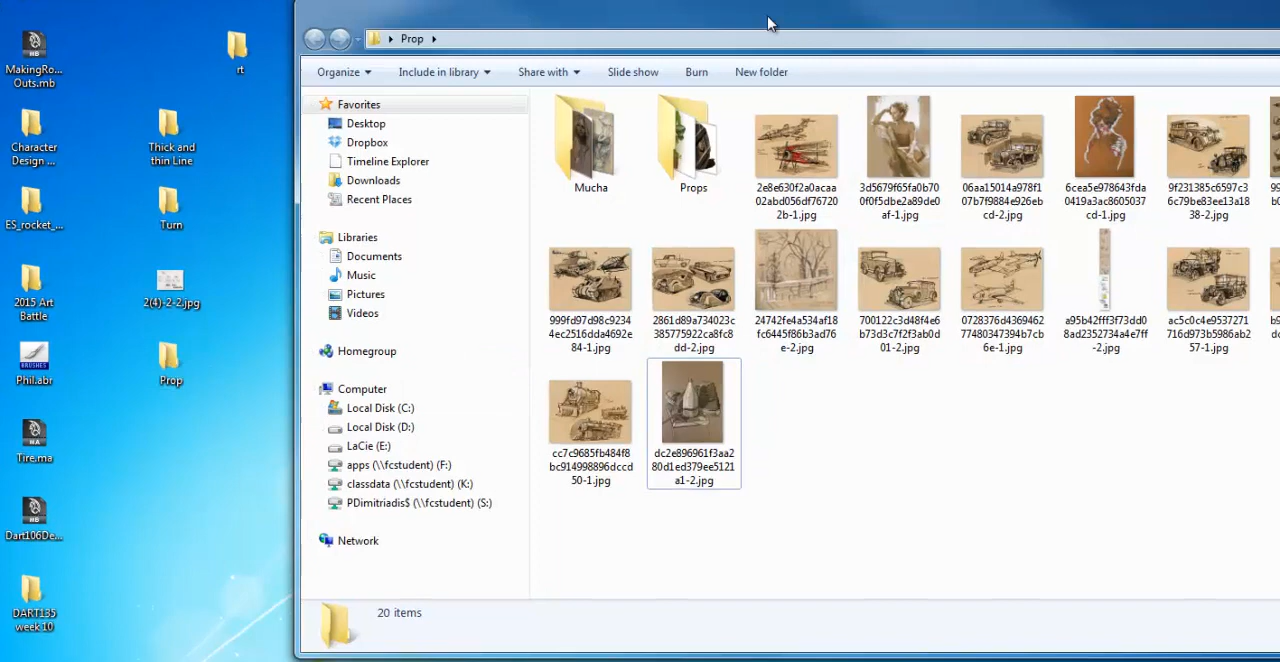 MakingRo...
Outs.mb
rt
Character
Design ...
Thick and
thin Line
ES_rocket_...
Turn
2015 Art
Battle
2(4)-2-2.jpg
BRUSHES
Phil.abr
Prop
Tire.ma
Dart106De...
DART135
week 10
Prop
Organize
Include in library
Share with
Slide show
Burn
New folder
Favorites
Desktop
Dropbox
Timeline Explorer
Downloads
Recent Places
Libraries
Documents
Music
Pictures
Videos
Homegroup
Computer
Local Disk (C:)
Local Disk (D:)
LaCie (E:)
apps (\\fcstudent) (F:)
classdata (\\fcstudent) (K:)
PDimitriadis$ (\\fcstudent) (S:)
Network
Mucha
Props
2e8e630f2a0acaa
02abd056df76720
2b-1.jpg
3d5679f65fa0b70
0f0f5dbe2a89de0
af-1.jpg
06aa15014a978f1
07b7f9884e926eb
cd-2.jpg
6cea5e978643fda
0419a3ac8605037
cd-1.jpg
9f231385c6597c3
6c79be83ee13a18
38-2.jpg
999fd97d98c9234
4ec2516dda4692e
84-1.jpg
2861d89a734023c
385775922ca8fc8
dd-2.jpg
24742fe4a534af18
fc6445f86b3ad76
e-2.jpg
700122c3d48f4e6
b73d3c7f2f3ab0d
01-2.jpg
0728376d4369462
77480347394b7cb
6e-1.jpg
a95b42fff3f73dd0
8ad2352734a4e7ff
-2.jpg
ac5c0c4e9537271
716d973b5986ab2
57-1.jpg
cc7c9685fb484f8
bc914998896dccd
50-1.jpg
dc2e896961f3aa2
80d1ed379ee5121
a1-2.jpg
20 items